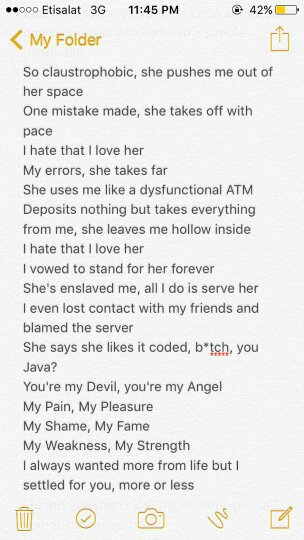 Etisalat 3G 11:45 PM 42%
My Folder
So claustrophobic, she pushes me out of
her space
One mistake made, she takes off with
pace
I hate that I love her
My errors, she takes far
She uses me like a dysfunctional ATM
Deposits nothing but takes everything
from me, she leaves me hollow inside
I hate that I love her
I vowed to stand for her forever
She's enslaved me, all I do is serve her
I even lost contact with my friends and
blamed the server
She says she likes it coded, b*tch, you
Java?
You're my Devil, you're my Angel
My Pain, My Pleasure
My Shame, My Fame
My Weakness, My Strength
I always wanted more from life but I
settled for you, more or less